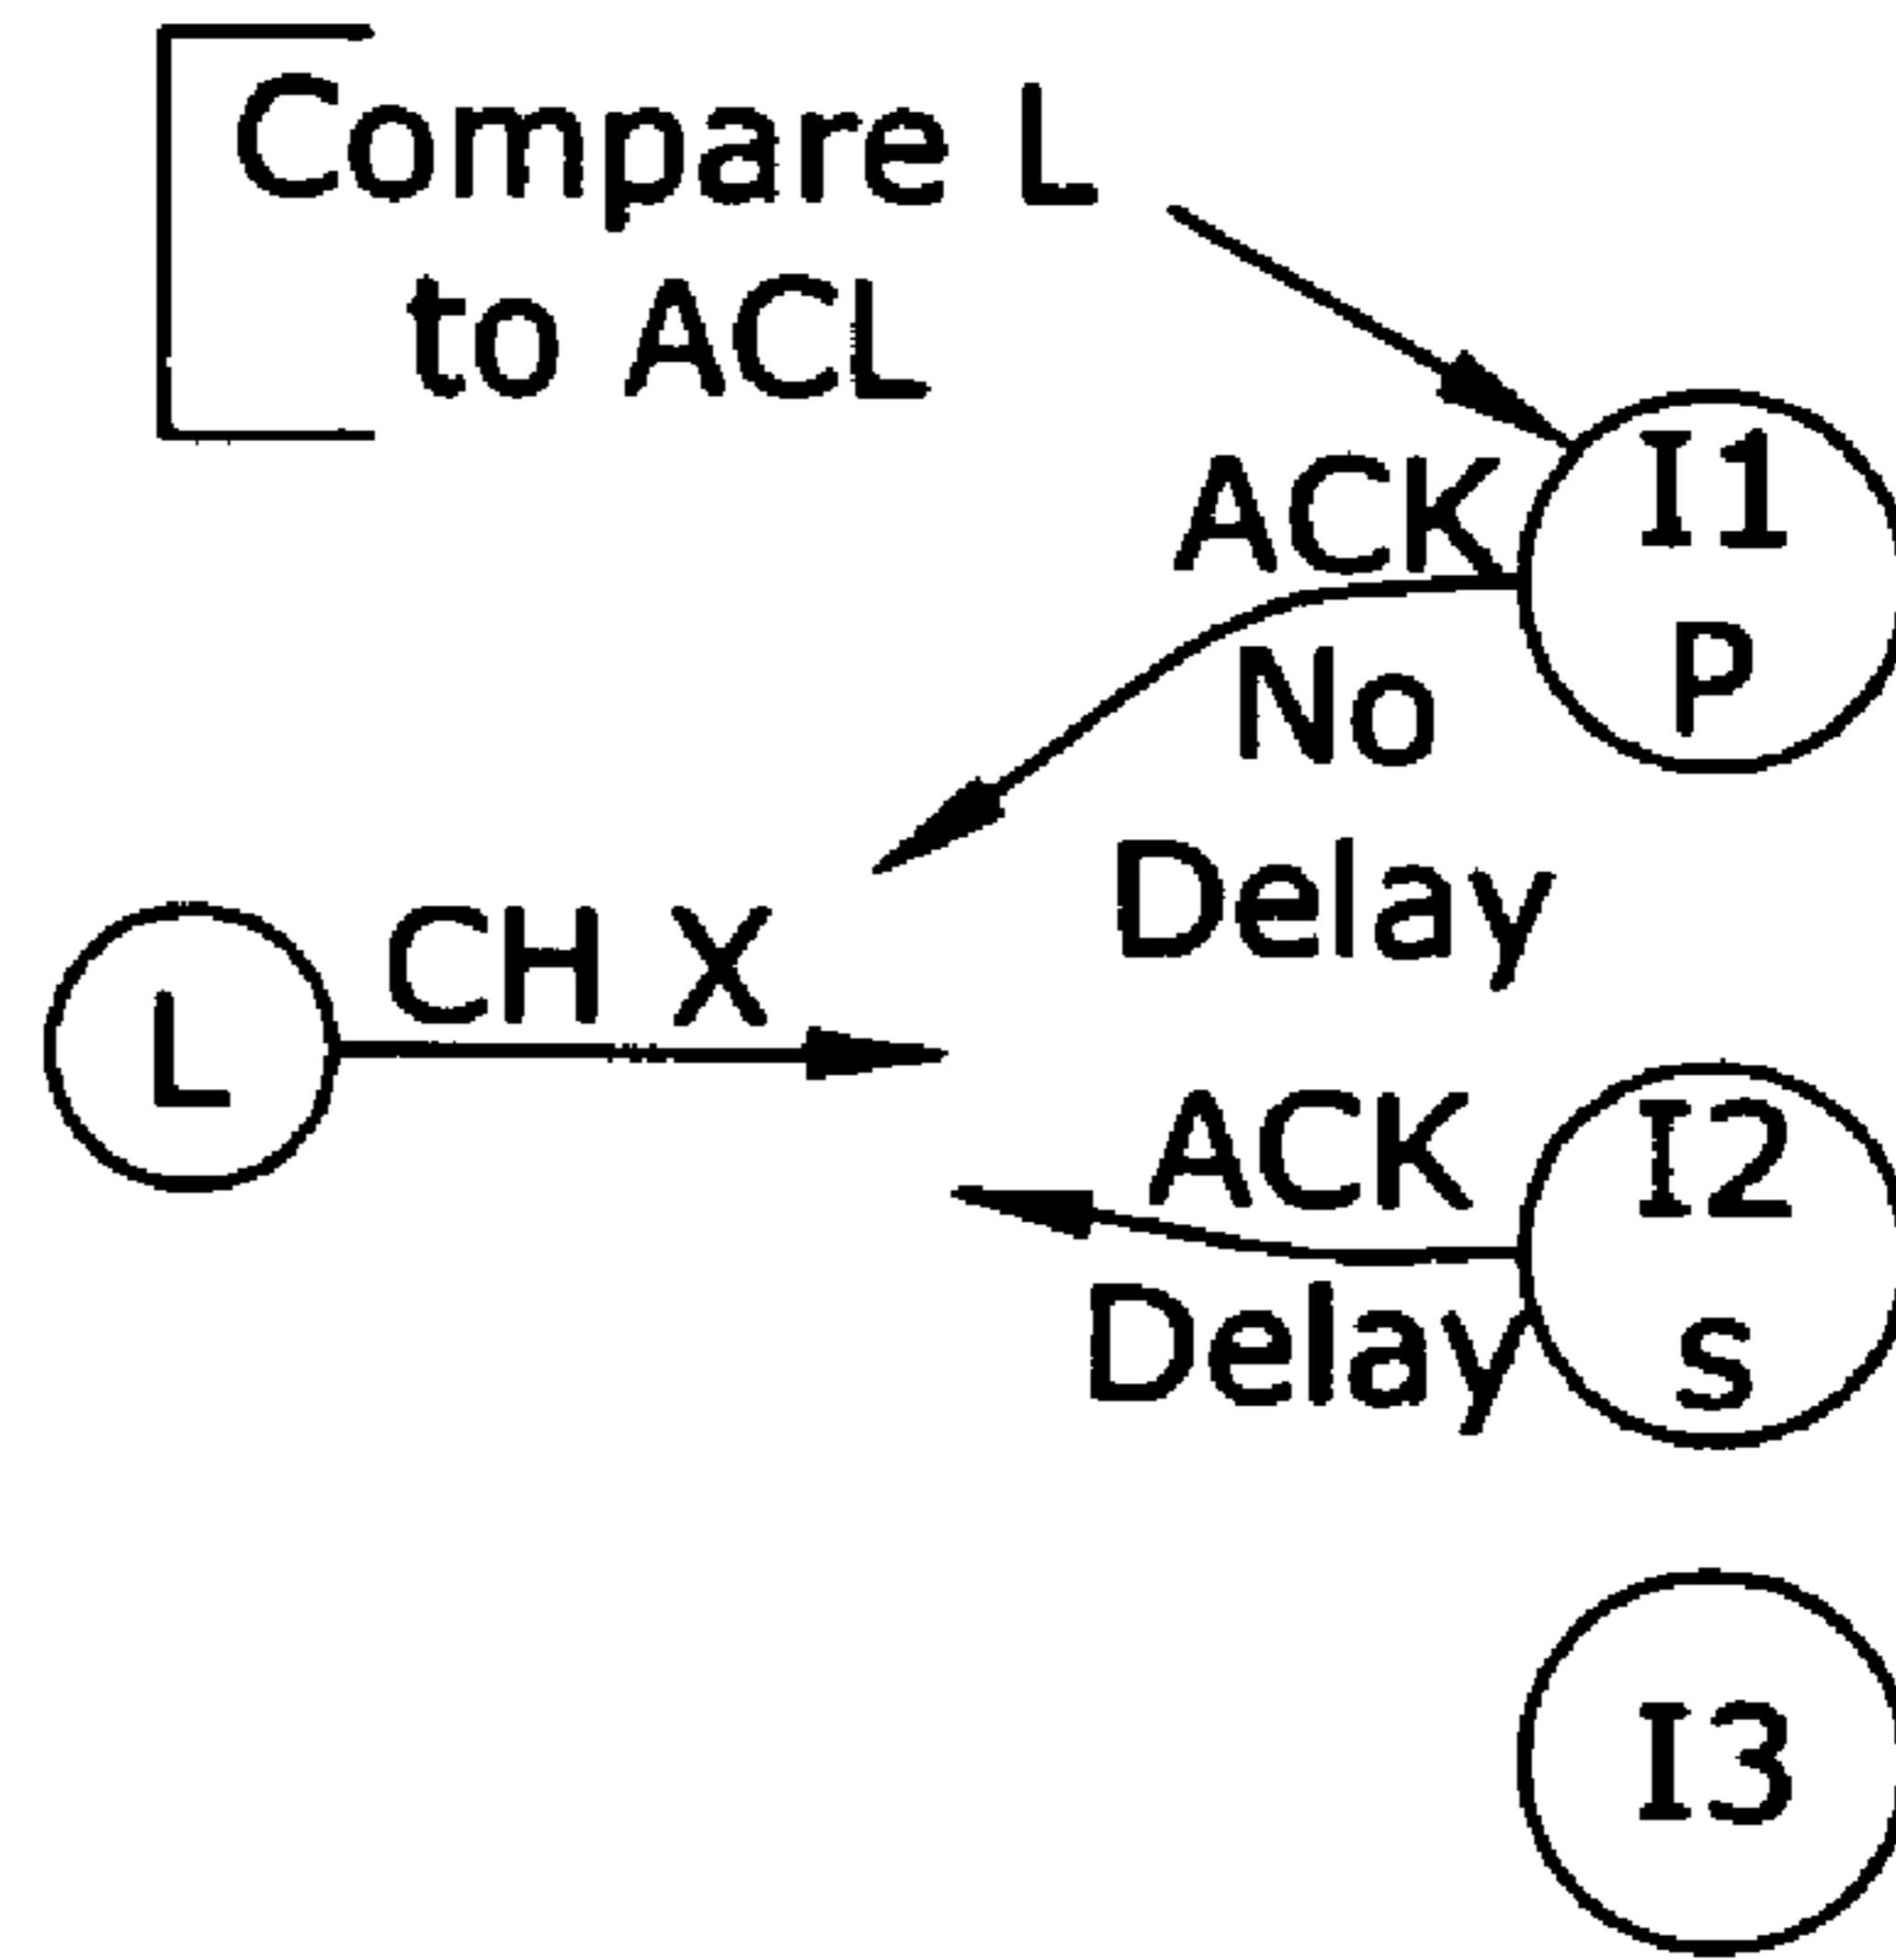 Compare L
to ACL
I1
P
ACK
No
Delay
L
CH X
ACK
Delay
I2
s
I3